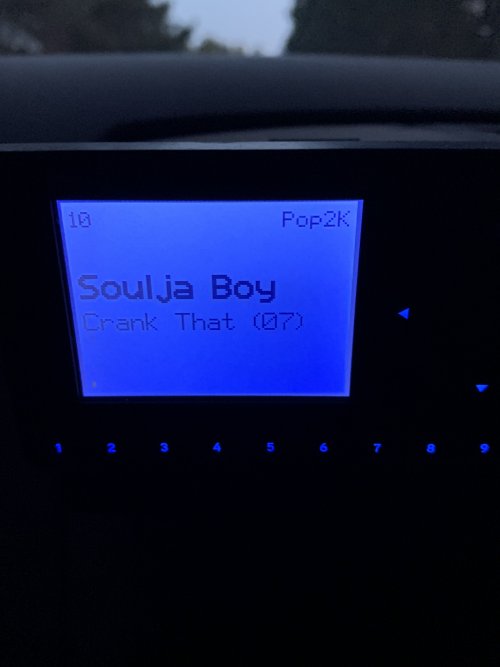 10 Pop2K
Soulja Boy
Crank That (07)
1 2 3 4 5 6 7 8 9